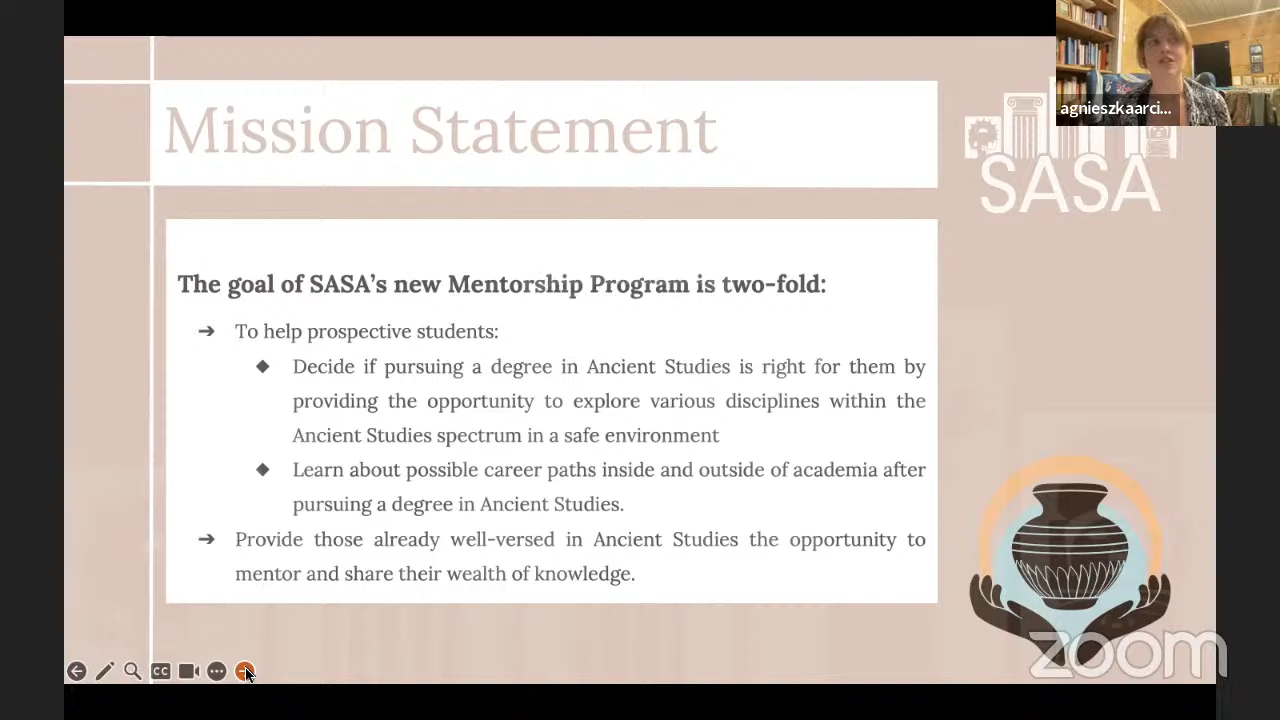 Mission Statement
agnieszkaarci...
SASA
The goal of SASA's new Mentorship Program is two-fold:
➔ To help prospective students:
◆ Decide if pursuing a degree in Ancient Studies is right for them by
providing the opportunity to explore various disciplines within the
Ancient Studies spectrum in a safe environment
◆ Learn about possible career paths inside and outside of academia after
pursuing a degree in Ancient Studies.
➔ Provide those already well-versed in Ancient Studies the opportunity to
mentor and share their wealth of knowledge.
zoom
CC